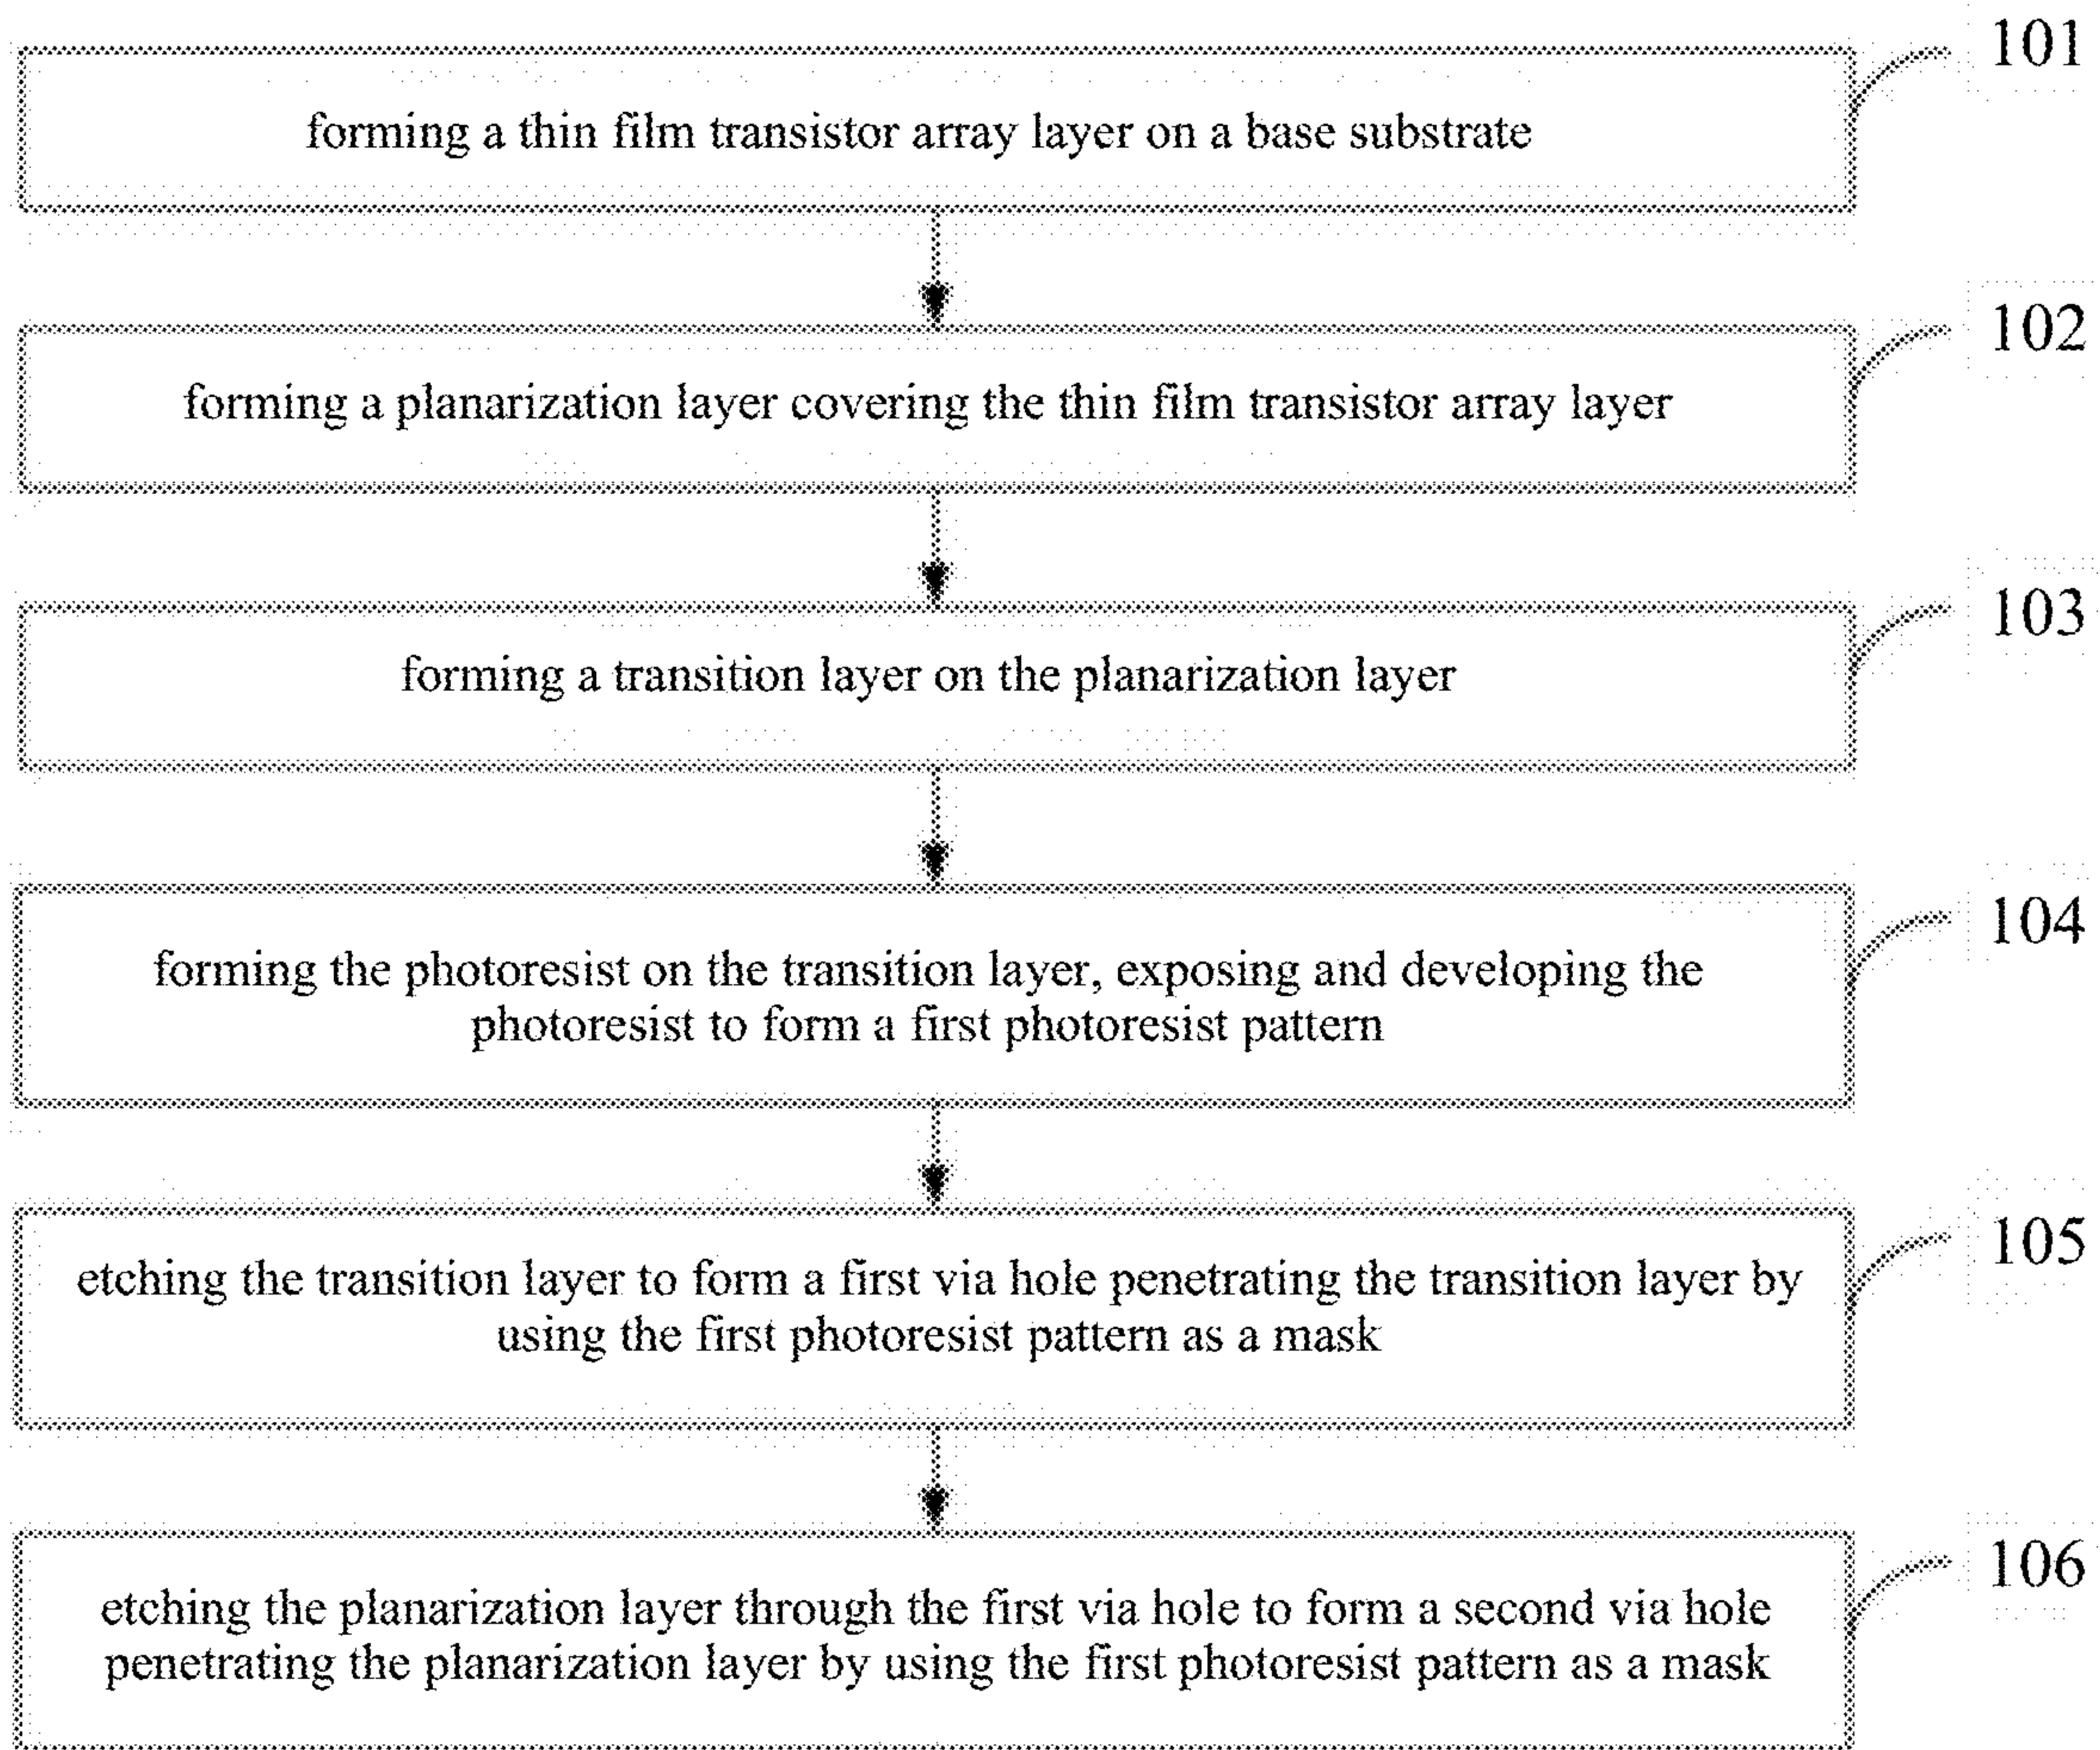 101
forming a thin film transistor array layer on a base substrate
102
forming a planarization layer covering the thin film transistor array layer
103
forming a transition layer on the planarization layer
104
forming the photoresist on the transition layer, exposing and developing the
photoresist to form a first photoresist pattern
105
etching the transition layer to form a first via hole penetrating the transition layer by
using the first photoresist pattern as a mask
106
etching the planarization layer through the first via hole to form a second via hole
penetrating the planarization layer by using the first photoresist pattern as a mask